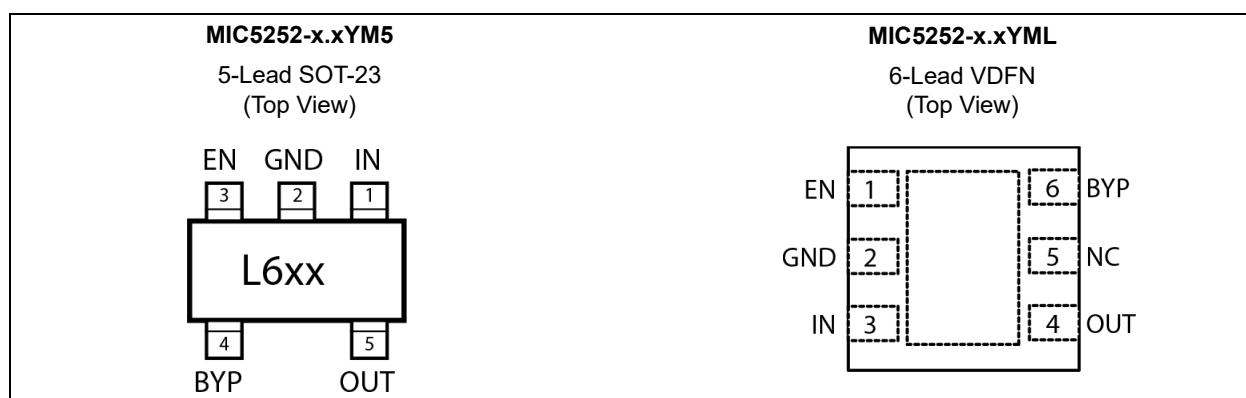 MIC5252-x.xYM5
5-Lead SOT-23
(Top View)
EN GND IN
3 2 1
L6xx
4 5
BYP OUT
MIC5252-x.xYML
6-Lead VDFN
(Top View)
EN 1 6 BYP
GND 2 5 NC
IN 3 4 OUT